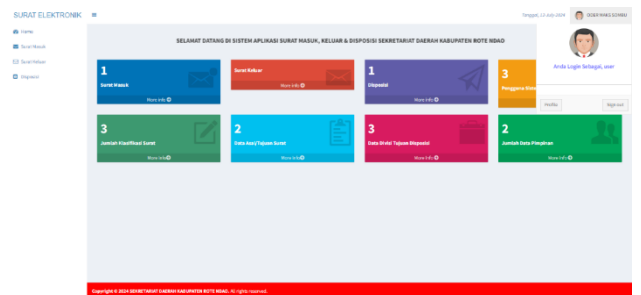 SURAT ELEKTRONIK
Tanggal, 13-July-2024
Home
Surat Masuk
Surat Keluar
Disposisi
SELAMAT DATANG DI SISTEM APLIKASI SURAT MASUK, KELUAR & DISPOSISI SEKRETARIAT DAERAH KABUPATEN ROTE NDAO
Anda Login Sebagai, user
Profile
Sign out
1
Surat Masuk
More info
Surat Keluar
More info
1
Disposisi
More info
3
Pengguna
3
Jumlah Klasifikasi Surat
More info
2
Data Asal/Tujuan Surat
More info
3
Data Divisi Tujuan Disposisi
More info
2
Jumlah Data Pimpinan
More info
Copyright © 2024 SEKRETARIAT DAERAH KABUPATEN ROTE NDAO. All rights reserved.